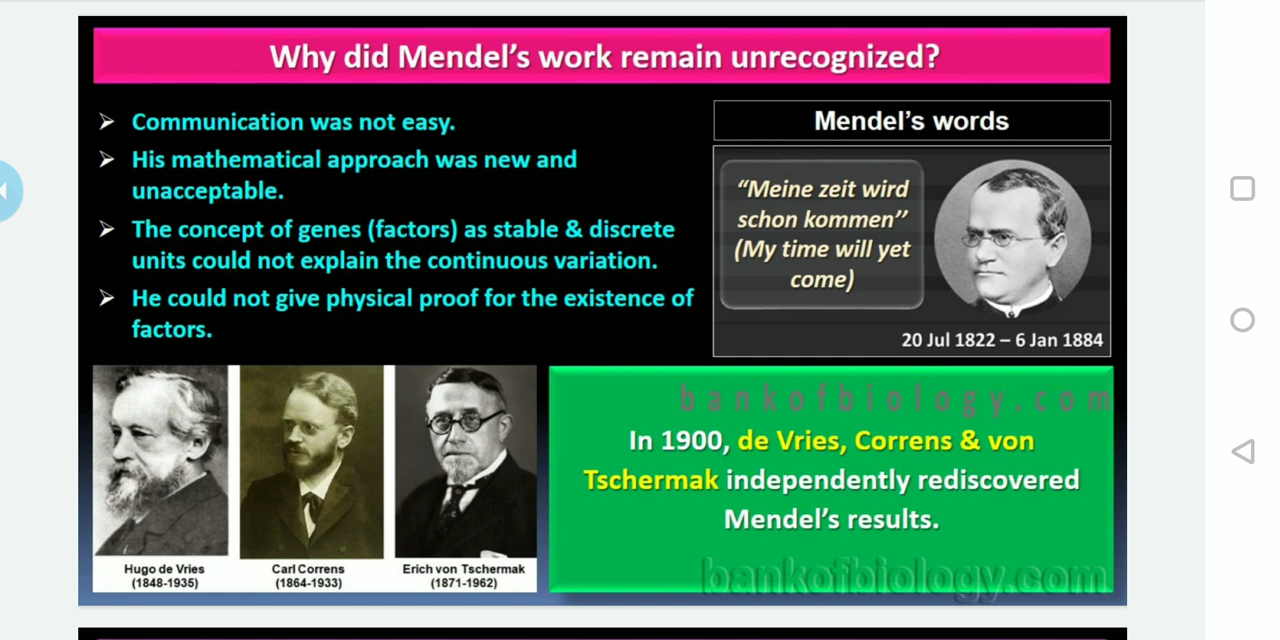 Why did Mendel’s work remain unrecognized?
➢ Communication was not easy.
➢ His mathematical approach was new and
unacceptable.
➢ The concept of genes (factors) as stable & discrete
units could not explain the continuous variation.
➢ He could not give physical proof for the existence of
factors.
Mendel’s words
“Meine zeit wird
schon kommen”
(My time will yet
come)
20 Jul 1822 – 6 Jan 1884
Hugo de Vries
(1848-1935)
Carl Correns
(1864-1933)
Erich von Tschermak
(1871-1962)
bankofbiology.com
In 1900, de Vries, Correns & von
Tschermak independently rediscovered
Mendel’s results.
bankofbiology.com